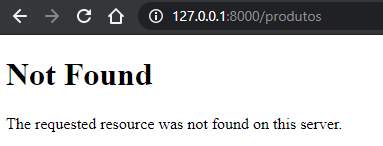 127.0.0.1:8000/produtos
Not Found
The requested resource was not found on this server.